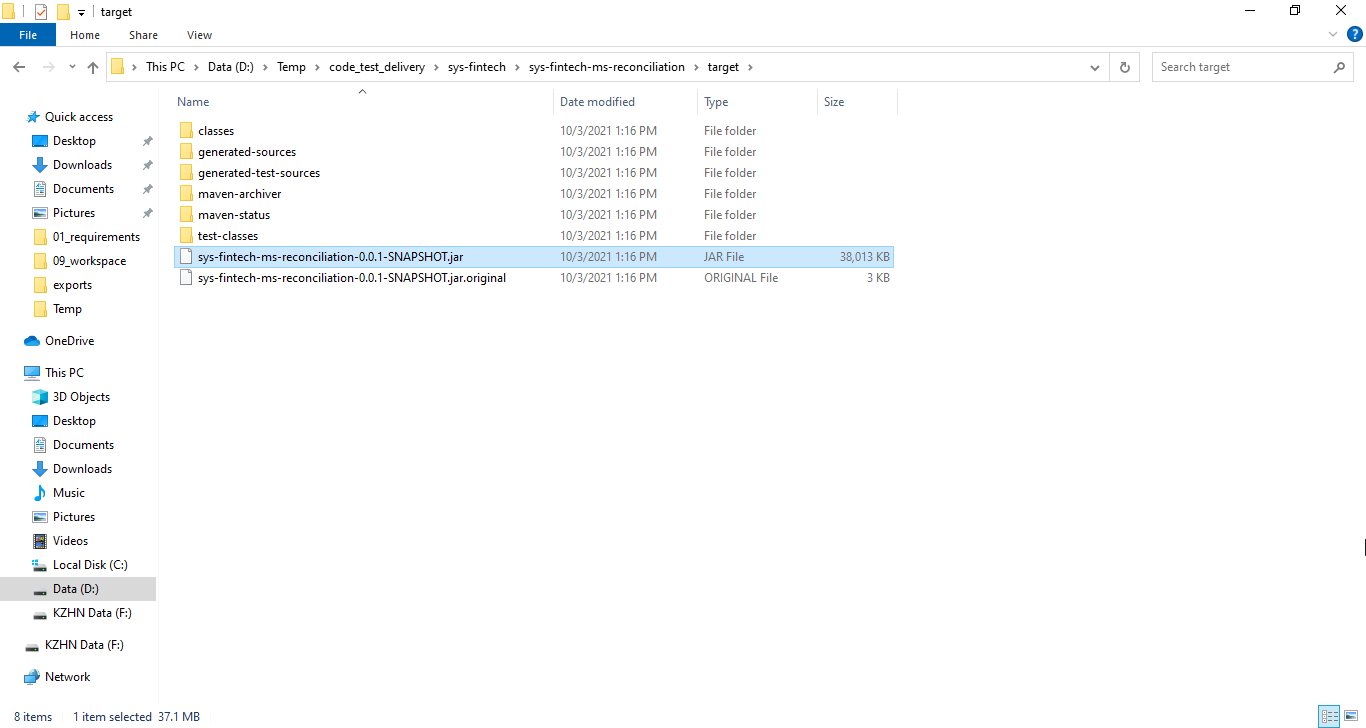 target
File Home Share View
This PC Data (D:) Temp code_test_delivery sys-fintech sys-fintech-ms-reconciliation target
Search target
Quick access
Desktop
Downloads
Documents
Pictures
01_requirements
09_workspace
exports
Temp
OneDrive
This PC
3D Objects
Desktop
Documents
Downloads
Music
Pictures
Videos
Local Disk (C:)
Data (D:)
KZHN Data (F:)
KZHN Data (F:)
Network
Name Date modified Type Size
classes 10/3/2021 1:16 PM File folder
generated-sources 10/3/2021 1:16 PM File folder
generated-test-sources 10/3/2021 1:16 PM File folder
maven-archiver 10/3/2021 1:16 PM File folder
maven-status 10/3/2021 1:16 PM File folder
test-classes 10/3/2021 1:16 PM File folder
sys-fintech-ms-reconciliation-0.0.1-SNAPSHOT.jar 10/3/2021 1:16 PM JAR File 38,013 KB
sys-fintech-ms-reconciliation-0.0.1-SNAPSHOT.jar.original 10/3/2021 1:16 PM ORIGINAL File 3 KB
8 items 1 item selected 37.1 MB